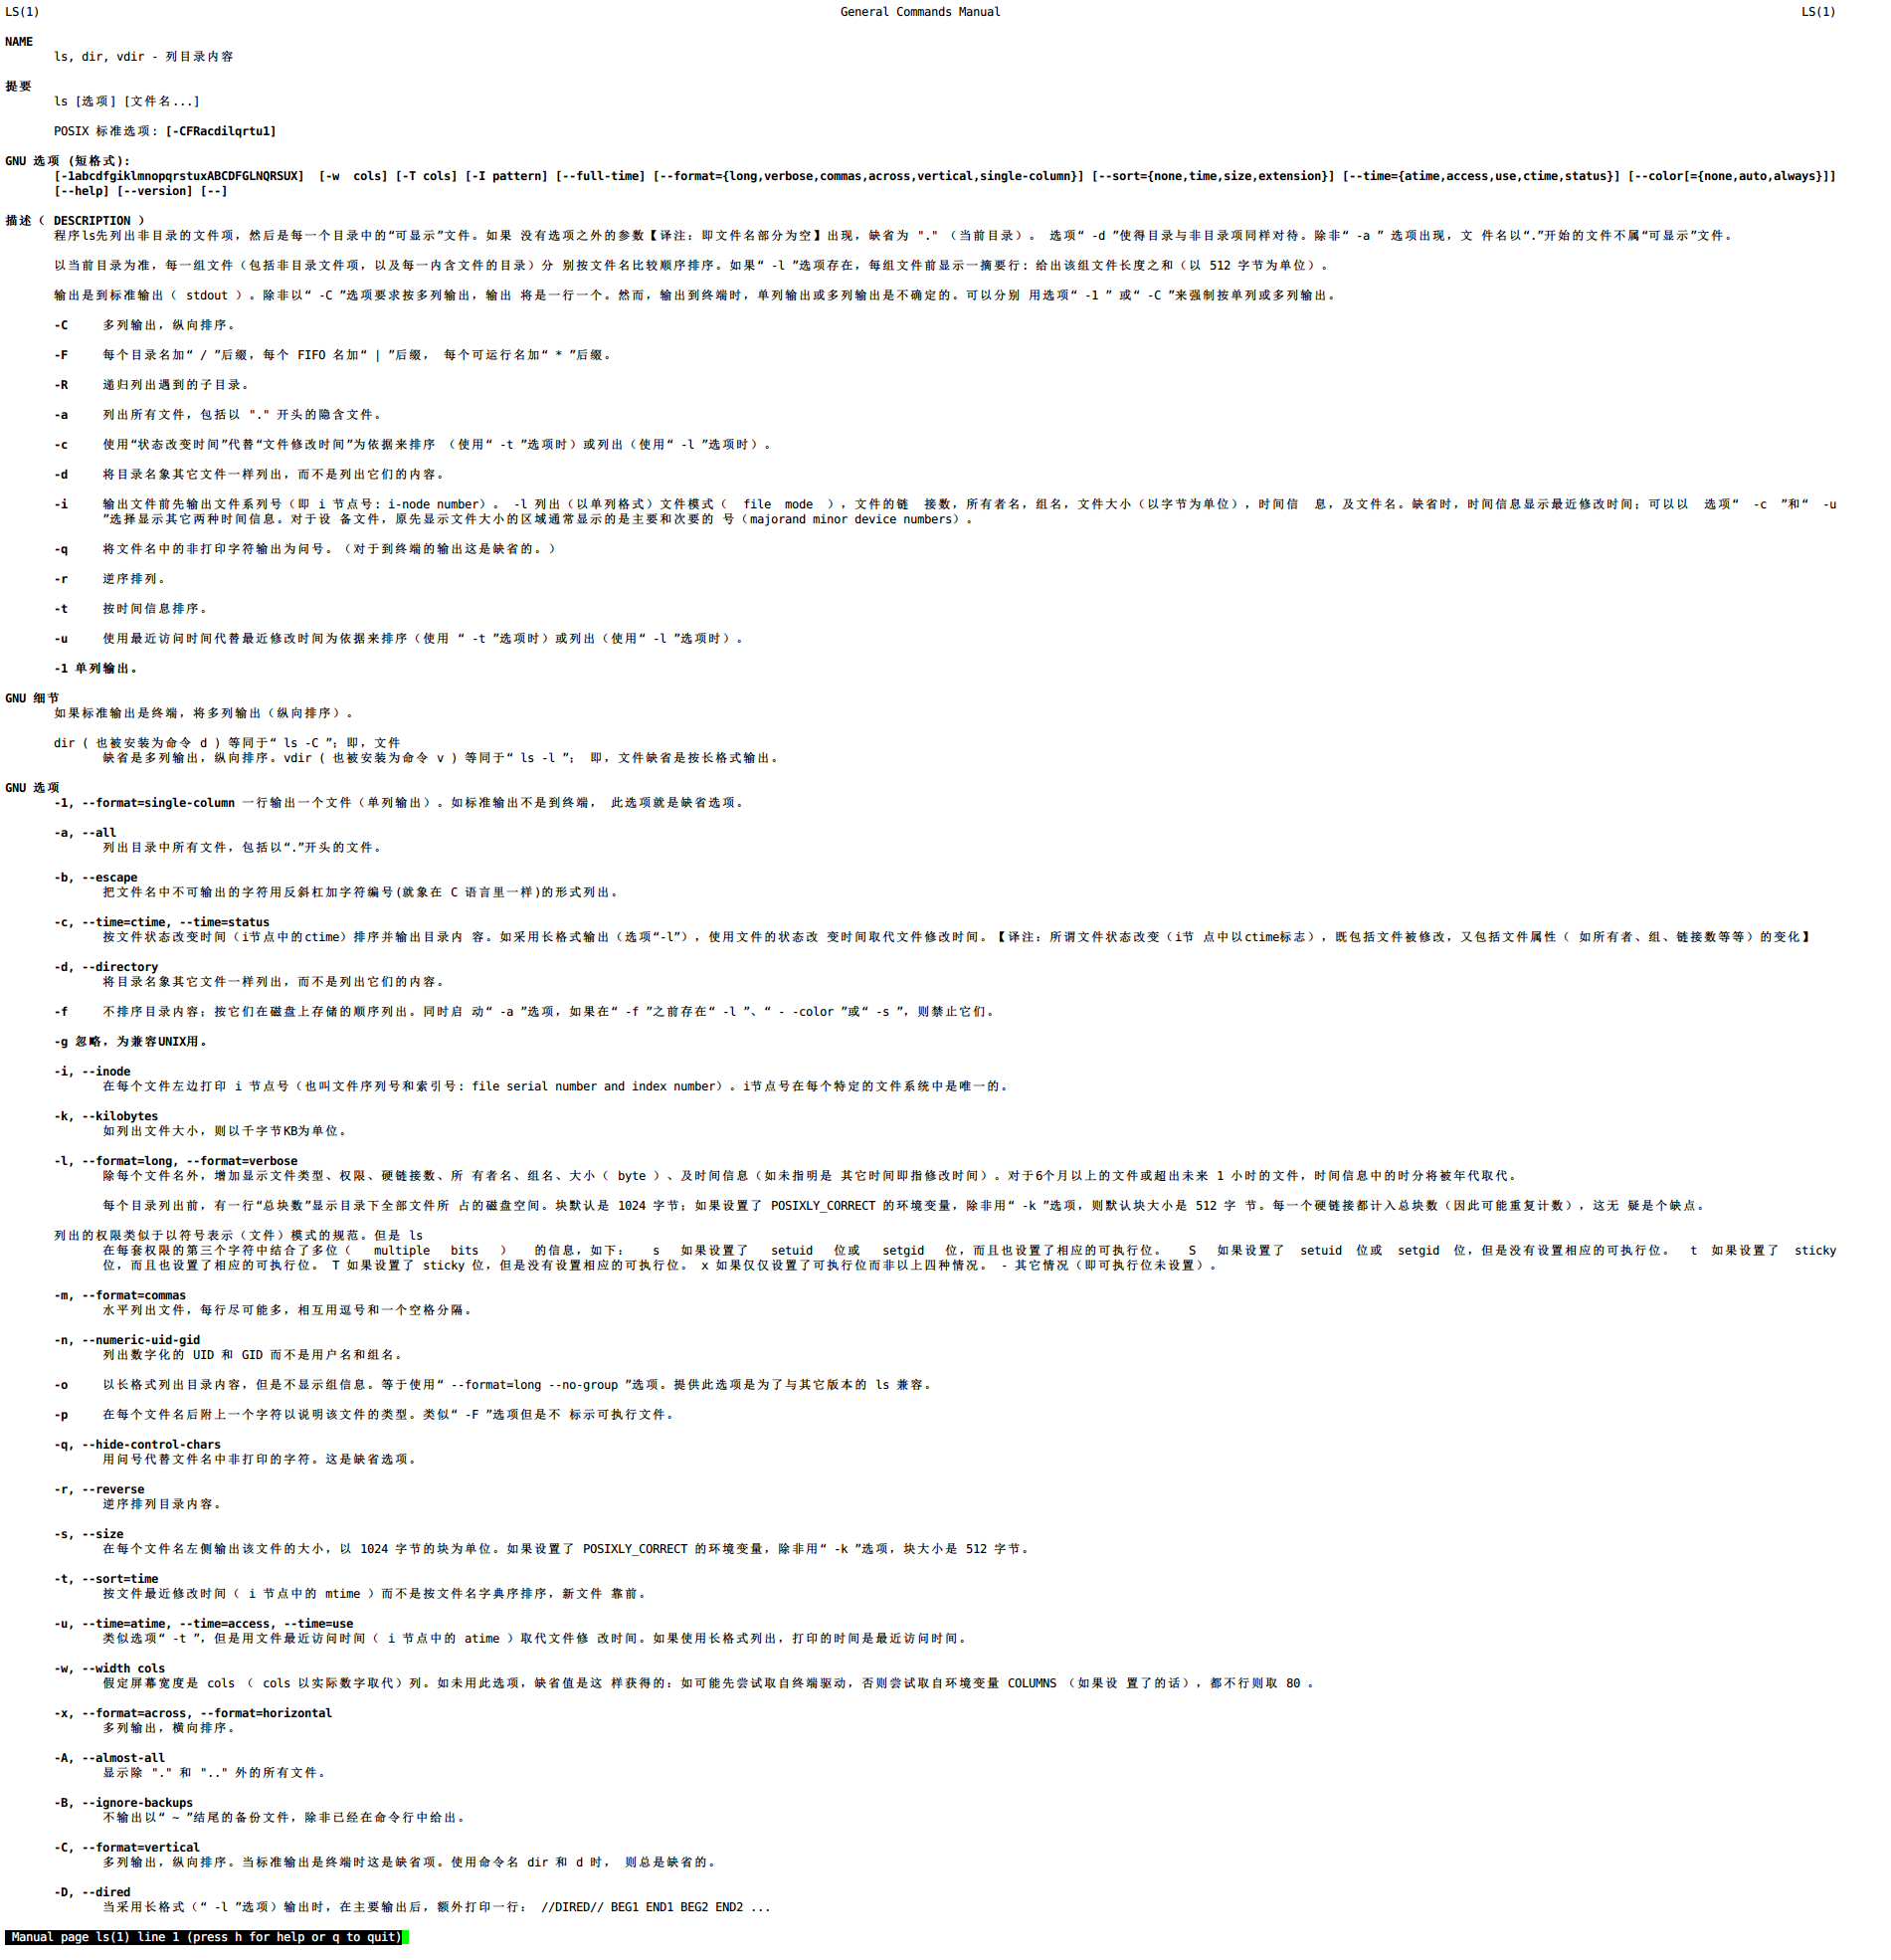 LS(1) General Commands Manual LS(1)
NAME
ls, dir, vdir - 列目录内容
提要
ls [选项] [文件名...]
POSIX 标准选项: [-CFRacdilqrtu1]
GNU 选项 (短格式):
[-1abcdfgiklmnopqrstuxABCDFGLNQRSUX] [-w cols] [-T cols] [-I pattern] [--full-time] [--format={long,verbose,commas,across,vertical,single-column}] [--sort={none,time,size,extension}] [--time={atime,access,use,ctime,status}] [--color[={none,auto,always}]]
[--help] [--version] [--]
描述（ DESCRIPTION ）
程序ls先列出非目录的文件项，然后是每一个目录中的“可显示”文件。如果 没有选项之外的参数【译注：即文件名部分为空】出现，缺省为 "." （当前目录）。 选项“ -d ”使得目录与非目录项同样对待。除非“ -a ” 选项出现，文 件名以“.”开始的文件不属“可显示”文件。
以当前目录为准，每一组文件（包括非目录文件项，以及每一内含文件的目录）分 别按文件名比较顺序排序。如果“ -l ”选项存在，每组文件前显示一摘要行: 给出该组文件长度之和（以 512 字节为单位）。
输出是到标准输出（ stdout ）。除非以“ -C ”选项要求按多列输出，输出 将是一行一个。然而，输出到终端时，单列输出或多列输出是不确定的。可以分别 用选项“ -1 ” 或“ -C ”来强制按单列或多列输出。
-C 多列输出，纵向排序。
-F 每个目录名加“ / ”后缀，每个 FIFO 名加“ | ”后缀， 每个可运行名加“ * ”后缀。
-R 递归列出遇到的子目录。
-a 列出所有文件，包括以 "." 开头的隐含文件。
-c 使用“状态改变时间”代替“文件修改时间”为依据来排序 （使用“ -t ”选项时）或列出（使用“ -l ”选项时）。
-d 将目录名象其它文件一样列出，而不是列出它们的内容。
-i 输出文件前先输出文件系列号（即 i 节点号: i-node number）。 -l 列出（以单列格式）文件模式（ file mode ），文件的链 接数，所有者名，组名，文件大小（以字节为单位），时间信 息，及文件名。缺省时，时间信息显示最近修改时间；可以以 选项“ -c ”和“ -u
”选择显示其它两种时间信息。对于设 备文件，原先显示文件大小的区域通常显示的是主要和次要的 号（majorand minor device numbers）。
-q 将文件名中的非打印字符输出为问号。（对于到终端的输出这是缺省的。）
-r 逆序排列。
-t 按时间信息排序。
-u 使用最近访问时间代替最近修改时间为依据来排序（使用 “ -t ”选项时）或列出（使用“ -l ”选项时）。
-1 单列输出。
GNU 细节
如果标准输出是终端，将多列输出（纵向排序）。
dir ( 也被安装为命令 d ) 等同于“ ls -C ”；即，文件
缺省是多列输出，纵向排序。vdir ( 也被安装为命令 v ) 等同于“ ls -l ”； 即，文件缺省是按长格式输出。
GNU 选项
-1, --format=single-column 一行输出一个文件（单列输出）。如标准输出不是到终端， 此选项就是缺省选项。
-a, --all
列出目录中所有文件，包括以“.”开头的文件。
-b, --escape
把文件名中不可输出的字符用反斜杠加字符编号(就象在 C 语言里一样)的形式列出。
-c, --time=ctime, --time=status
按文件状态改变时间（i节点中的ctime）排序并输出目录内 容。如采用长格式输出（选项“-l”），使用文件的状态改 变时间取代文件修改时间。【译注：所谓文件状态改变（i节 点中以ctime标志），既包括文件被修改，又包括文件属性（ 如所有者、组、链接数等等）的变化】
-d, --directory
将目录名象其它文件一样列出，而不是列出它们的内容。
-f 不排序目录内容；按它们在磁盘上存储的顺序列出。同时启 动“ -a ”选项，如果在“ -f ”之前存在“ -l ”、“ - -color ”或“ -s ”，则禁止它们。
-g 忽略，为兼容UNIX用。
-i, --inode
在每个文件左边打印 i 节点号（也叫文件序列号和索引号: file serial number and index number）。i节点号在每个特定的文件系统中是唯一的。
-k, --kilobytes
如列出文件大小，则以千字节KB为单位。
-l, --format=long, --format=verbose
除每个文件名外，增加显示文件类型、权限、硬链接数、所 有者名、组名、大小（ byte ）、及时间信息（如未指明是 其它时间即指修改时间）。对于6个月以上的文件或超出未来 1 小时的文件，时间信息中的时分将被年代取代。
每个目录列出前，有一行“总块数”显示目录下全部文件所 占的磁盘空间。块默认是 1024 字节；如果设置了 POSIXLY_CORRECT 的环境变量，除非用“ -k ”选项，则默认块大小是 512 字 节。每一个硬链接都计入总块数（因此可能重复计数），这无 疑是个缺点。
列出的权限类似于以符号表示（文件）模式的规范。但是 ls
在每套权限的第三个字符中结合了多位（ multiple bits ） 的信息，如下： s 如果设置了 setuid 位或 setgid 位，而且也设置了相应的可执行位。 S 如果设置了 setuid 位或 setgid 位，但是没有设置相应的可执行位。 t 如果设置了 sticky
位，而且也设置了相应的可执行位。 T 如果设置了 sticky 位，但是没有设置相应的可执行位。 x 如果仅仅设置了可执行位而非以上四种情况。 - 其它情况（即可执行位未设置）。
-m, --format=commas
水平列出文件，每行尽可能多，相互用逗号和一个空格分隔。
-n, --numeric-uid-gid
列出数字化的 UID 和 GID 而不是用户名和组名。
-o 以长格式列出目录内容，但是不显示组信息。等于使用“ --format=long --no-group ”选项。提供此选项是为了与其它版本的 ls 兼容。
-p 在每个文件名后附上一个字符以说明该文件的类型。类似“ -F ”选项但是不 标示可执行文件。
-q, --hide-control-chars
用问号代替文件名中非打印的字符。这是缺省选项。
-r, --reverse
逆序排列目录内容。
-s, --size
在每个文件名左侧输出该文件的大小，以 1024 字节的块为单位。如果设置了 POSIXLY_CORRECT 的环境变量，除非用“ -k ”选项，块大小是 512 字节。
-t, --sort=time
按文件最近修改时间（ i 节点中的 mtime ）而不是按文件名字典序排序，新文件 靠前。
-u, --time=atime, --time=access, --time=use
类似选项“ -t ”，但是用文件最近访问时间（ i 节点中的 atime ）取代文件修 改时间。如果使用长格式列出，打印的时间是最近访问时间。
-w, --width cols
假定屏幕宽度是 cols （ cols 以实际数字取代）列。如未用此选项，缺省值是这 样获得的：如可能先尝试取自终端驱动，否则尝试取自环境变量 COLUMNS （如果设 置了的话），都不行则取 80 。
-x, --format=across, --format=horizontal
多列输出，横向排序。
-A, --almost-all
显示除 "." 和 ".." 外的所有文件。
-B, --ignore-backups
不输出以“ ~ ”结尾的备份文件，除非已经在命令行中给出。
-C, --format=vertical
多列输出，纵向排序。当标准输出是终端时这是缺省项。使用命令名 dir 和 d 时， 则总是缺省的。
-D, --dired
当采用长格式（“ -l ”选项）输出时，在主要输出后，额外打印一行： //DIRED// BEG1 END1 BEG2 END2 ...
Manual page ls(1) line 1 (press h for help or q to quit)